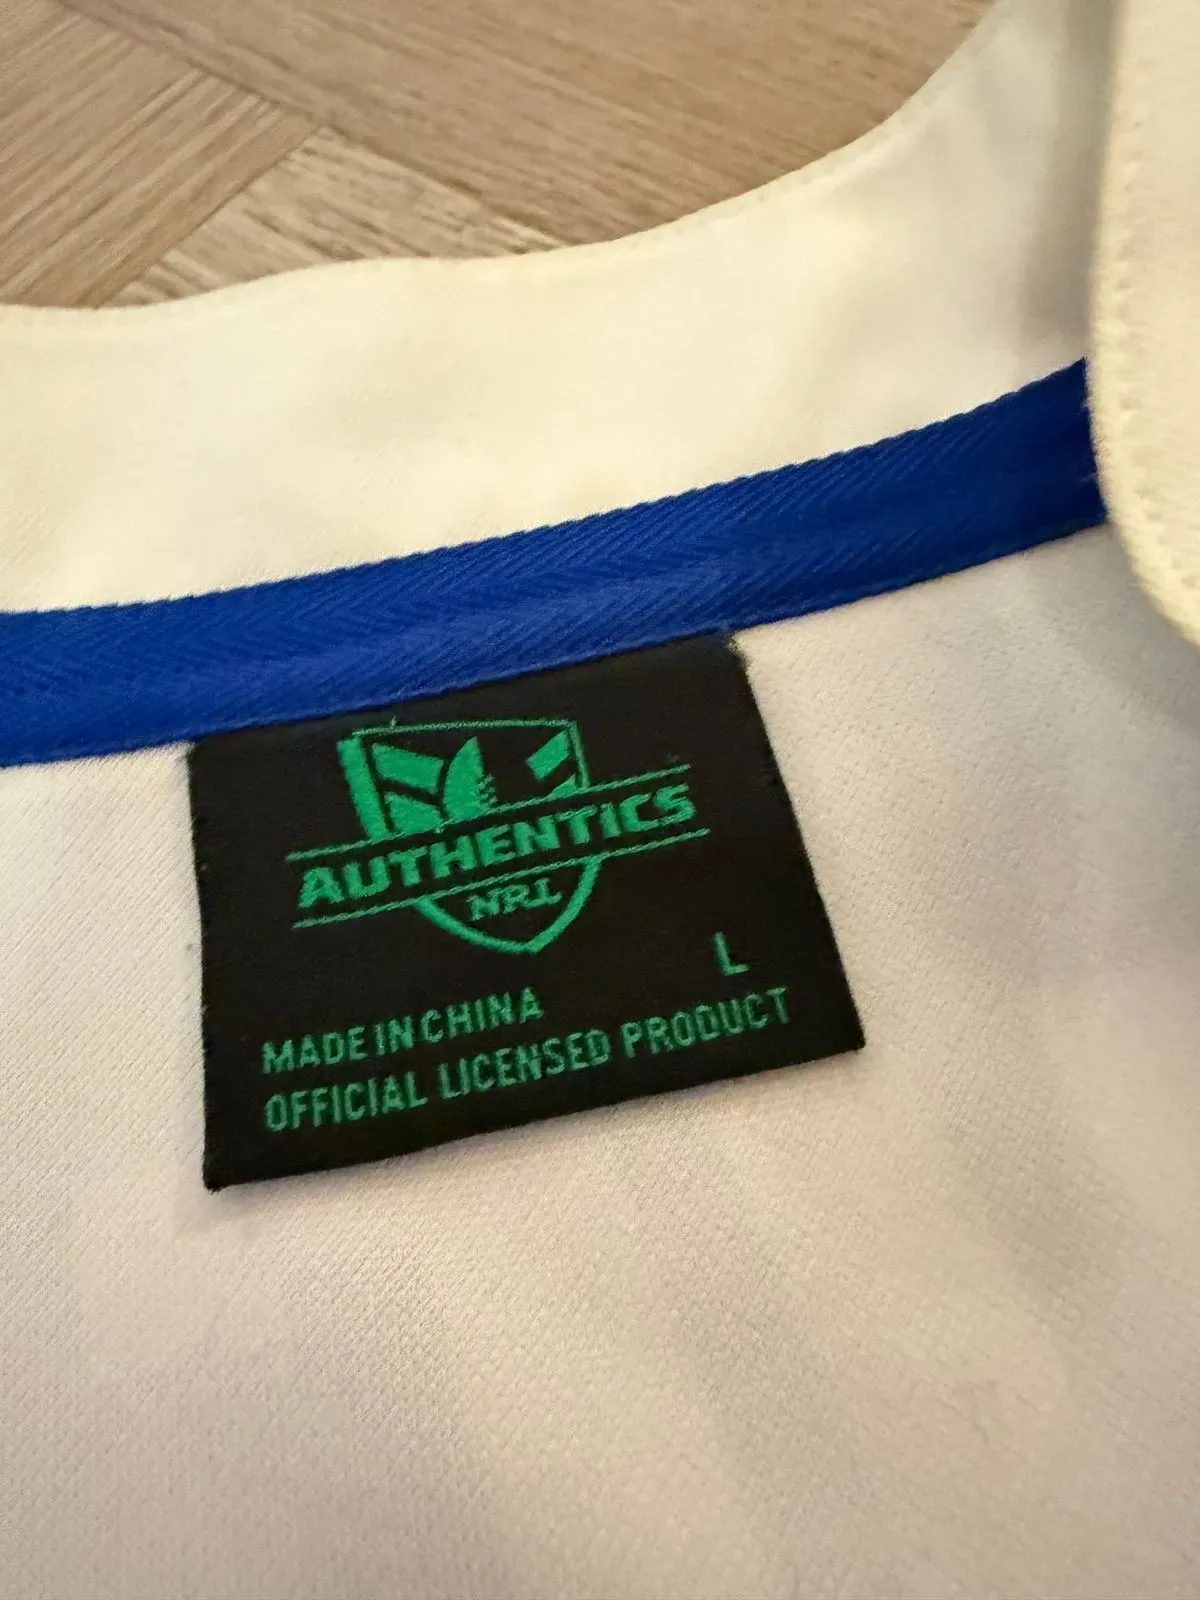 AUTHENTICS
NRL
L
MADE IN CHINA
OFFICIAL LICENSED PRODUCT